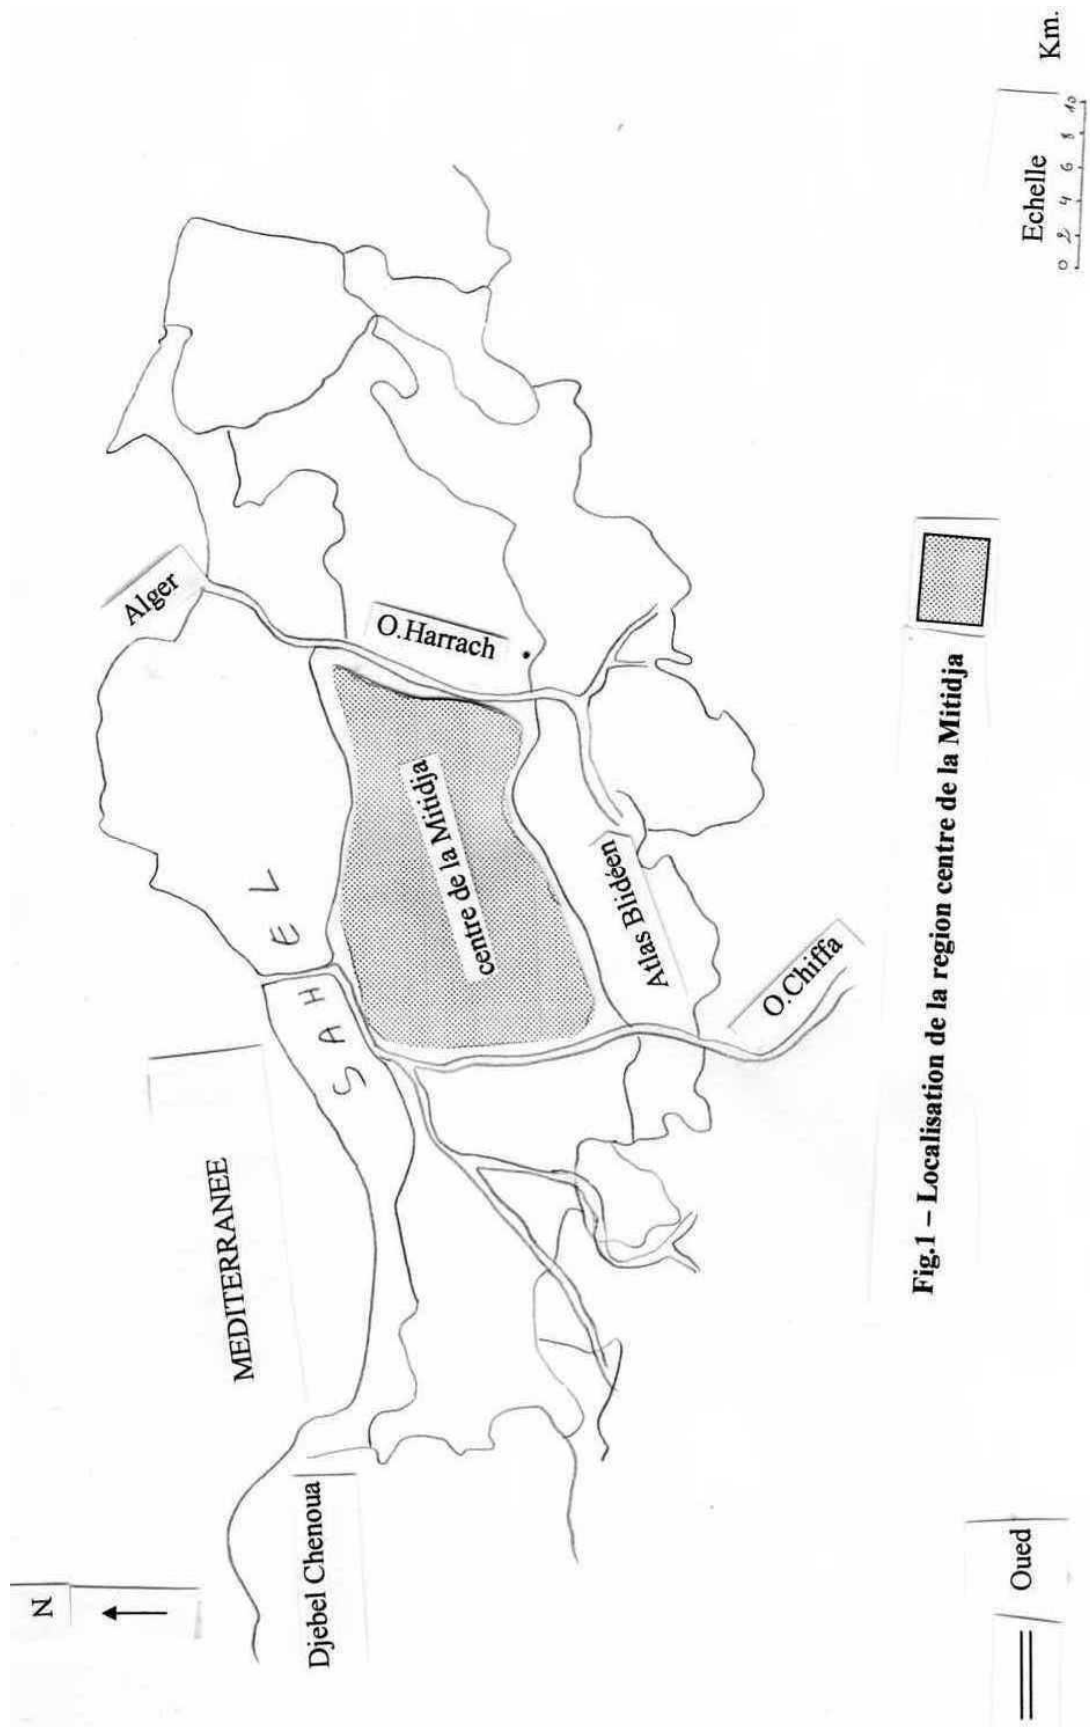 N
MEDITERRANEE
Alger
Djebel Chenoua
SAHEL
O.Harrach
centre de la Mitidja
Atlas Blidéen
O.Chiffa
Fig.1 – Localisation de la region centre de la Mitidja
Oued
Echelle
0 2 4 6 8 10
Km.